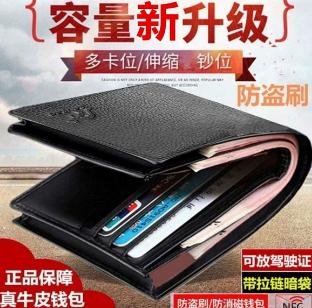 容量新升级
多卡位/伸缩 钞位
防盗刷
可放驾驶证
带拉链暗袋
正品保障
真牛皮钱包
防盗刷/防消磁钱包
NFC